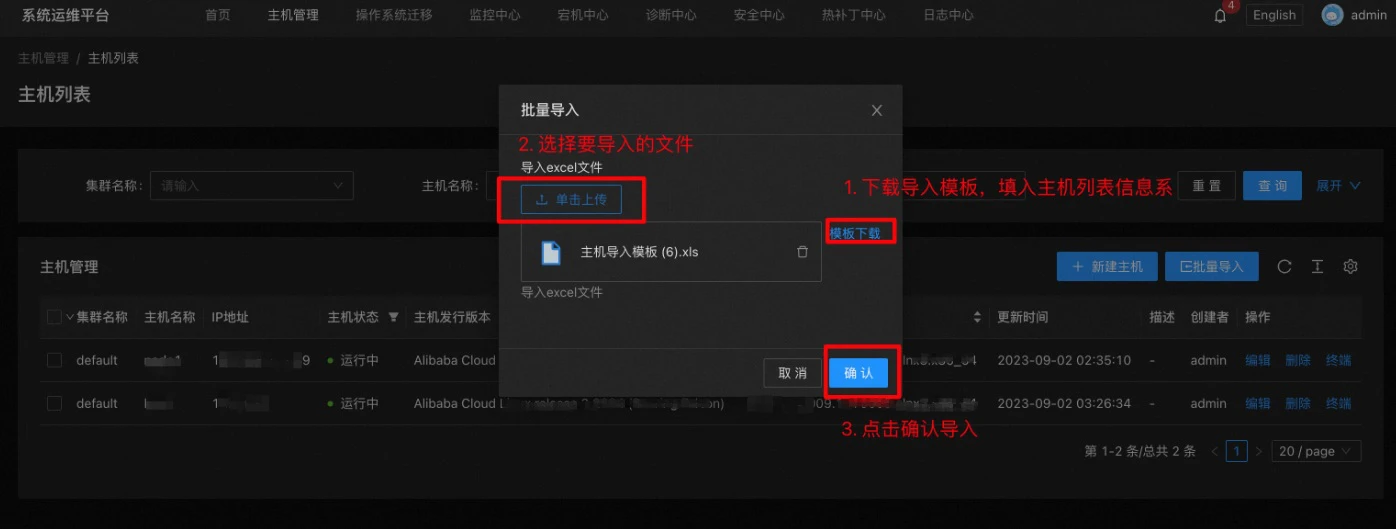 系统运维平台 首页 主机管理 操作系统迁移 监控中心 宕机中心 诊断中心 安全中心 热补丁中心 日志中心 4 English admin
主机管理 / 主机列表
主机列表
批量导入
2. 选择要导入的文件
导入excel文件
集群名称: 请输入 主机名称: 1. 下载导入模板，填入主机列表信息系 重 置 查 询 展开
单击上传
模板下载
主机导入模板 (6).xls
主机管理 新建主机 批量导入
导入excel文件
集群名称 主机名称 IP地址 主机状态 主机发行版本 更新时间 描述 创建者 操作
default 运行中 Alibaba Cloud 2023-09-02 02:35:10 - admin 编辑 删除 终端
取 消 确 认
default 运行中 Alibaba Cloud 2023-09-02 03:26:34 - admin 编辑 删除 终端
3. 点击确认导入
第 1-2 条/总共 2 条 < 1 > 20 / page